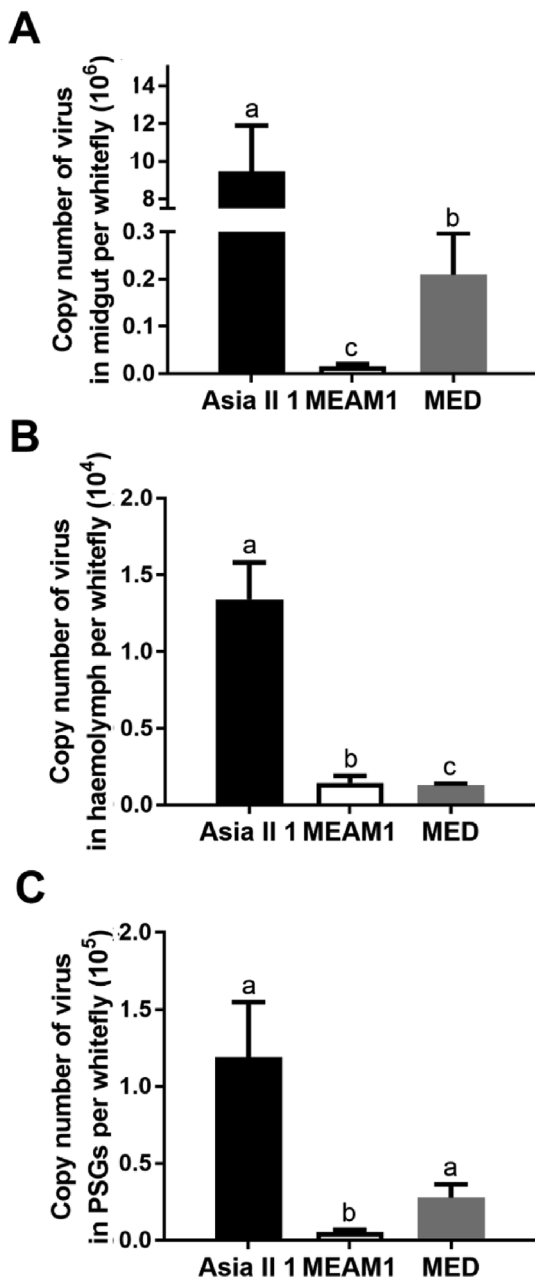 A
Copy number of virus
in midgut per whitefly (10⁶)
14
12
10
8
0.3
0.2
0.1
0.0
a
c
b
Asia II 1 MEAM1 MED
B
Copy number of virus
in haemolymph per whitefly (10⁴)
2.0
1.5
1.0
0.5
0.0
a
b
c
Asia II 1 MEAM1 MED
C
Copy number of virus
in PSGs per whitefly (10⁵)
2.0
1.5
1.0
0.5
0.0
a
b
a
Asia II 1 MEAM1 MED